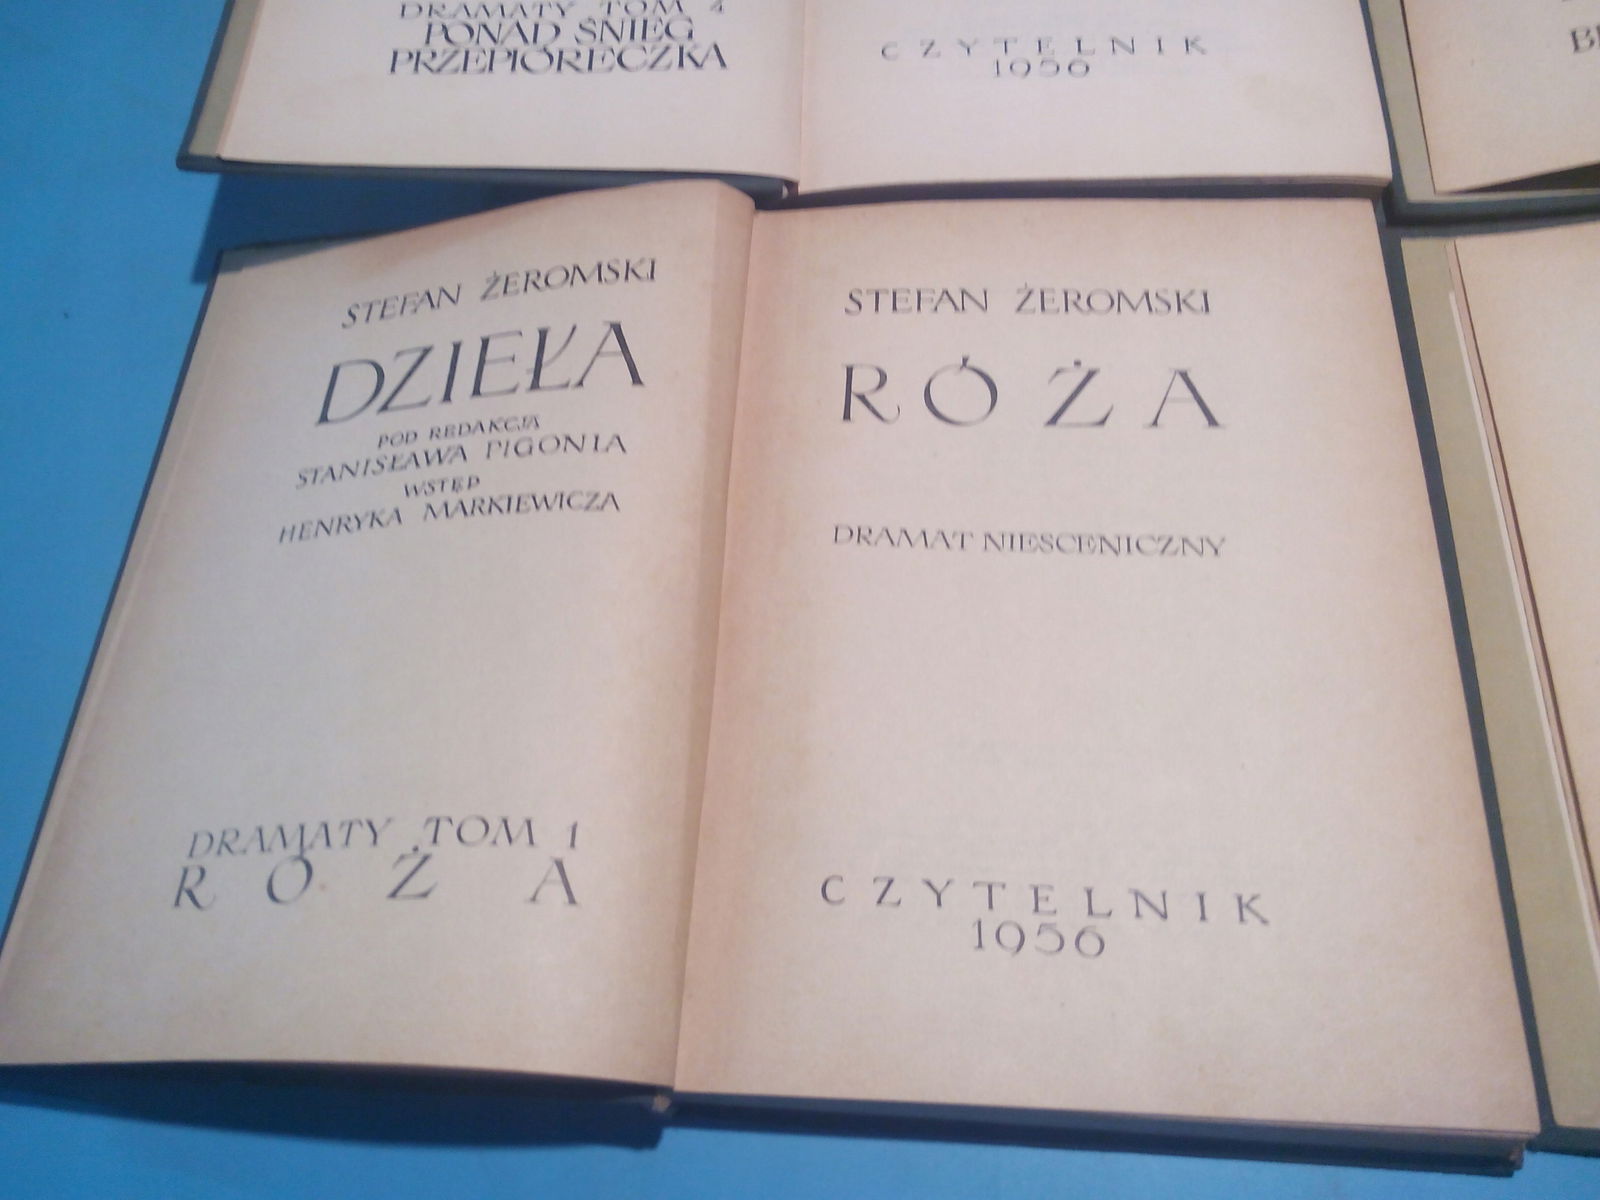 DRAMATY TOM 4
PONAD ŚNIEG
PRZEPIÓRECZKA
CZYTELNIK
1956
STEFAN ŻEROMSKI
DZIEŁA
POD REDAKCJĄ
STANISŁAWA PIGONIA
WSTĘP
HENRYKA MARKIEWICZA
DRAMATY TOM 1
RÓŻA
STEFAN ŻEROMSKI
RÓŻA
DRAMAT NIESCENICZNY
CZYTELNIK
1956